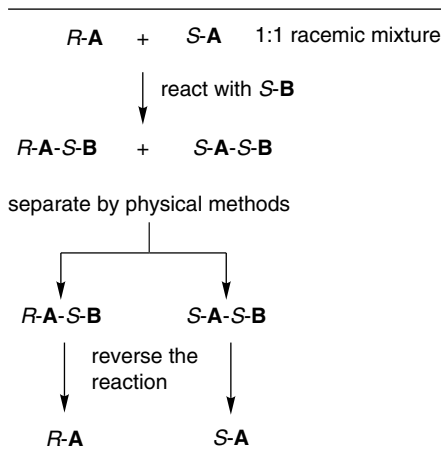 R-A + S-A 1:1 racemic mixture
react with S-B
R-A-S-B + S-A-S-B
separate by physical methods
R-A-S-B S-A-S-B
reverse the
reaction
R-A S-A